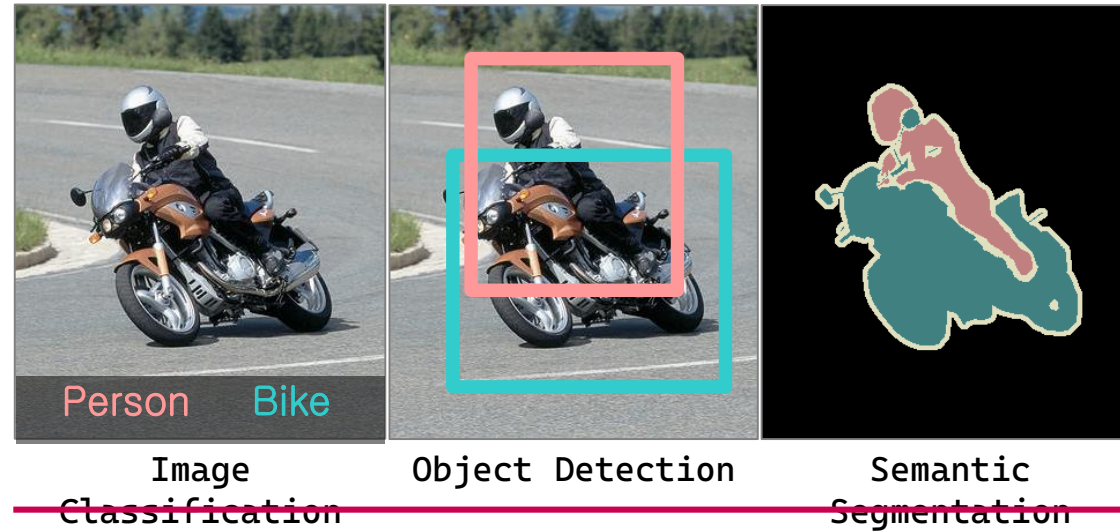 Person Bike
Image Object Detection Semantic
Classification Segmentation